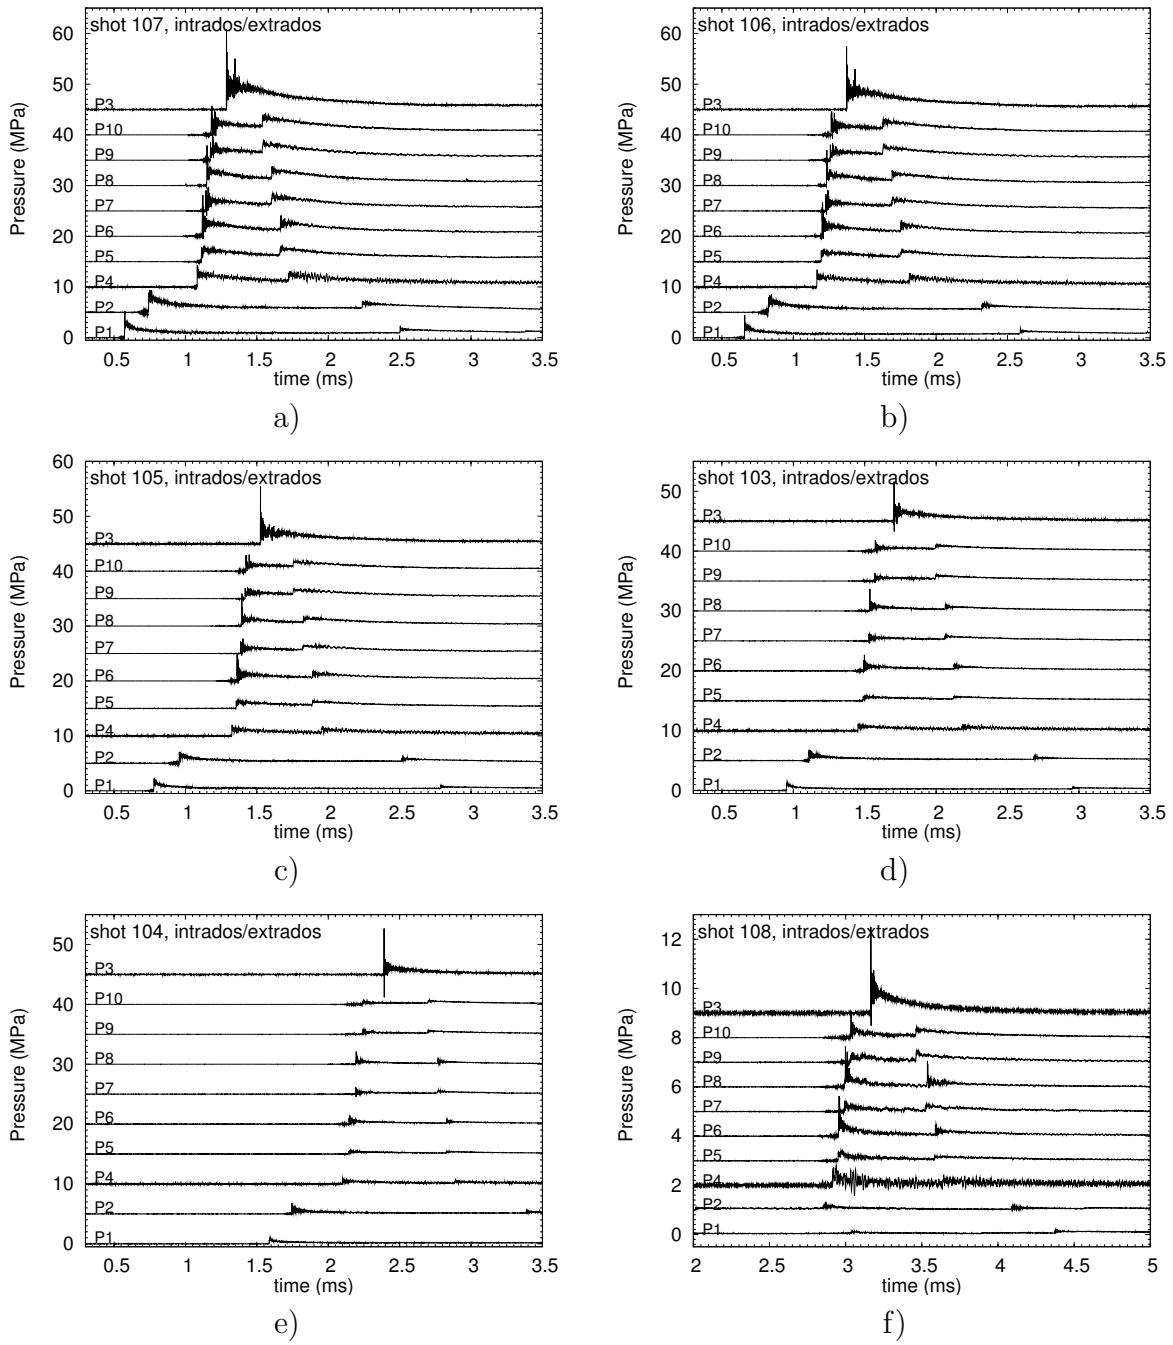 shot 107, intrados/extrados
60
50
40
30
20
10
0
Pressure (MPa)
P3
P10
P9
P8
P7
P6
P5
P4
P2
P1
0.5 1 1.5 2 2.5 3 3.5
time (ms)
a)
shot 106, intrados/extrados
60
50
40
30
20
10
0
Pressure (MPa)
P3
P10
P9
P8
P7
P6
P5
P4
P2
P1
0.5 1 1.5 2 2.5 3 3.5
time (ms)
b)
shot 105, intrados/extrados
60
50
40
30
20
10
0
Pressure (MPa)
P3
P10
P9
P8
P7
P6
P5
P4
P2
P1
0.5 1 1.5 2 2.5 3 3.5
time (ms)
c)
shot 103, intrados/extrados
50
40
30
20
10
0
Pressure (MPa)
P3
P10
P9
P8
P7
P6
P5
P4
P2
P1
0.5 1 1.5 2 2.5 3 3.5
time (ms)
d)
shot 104, intrados/extrados
50
40
30
20
10
0
Pressure (MPa)
P3
P10
P9
P8
P7
P6
P5
P4
P2
P1
0.5 1 1.5 2 2.5 3 3.5
time (ms)
e)
shot 108, intrados/extrados
12
10
8
6
4
2
0
Pressure (MPa)
P3
P10
P9
P8
P7
P6
P5
P4
P2
P1
2 2.5 3 3.5 4 4.5 5
time (ms)
f)